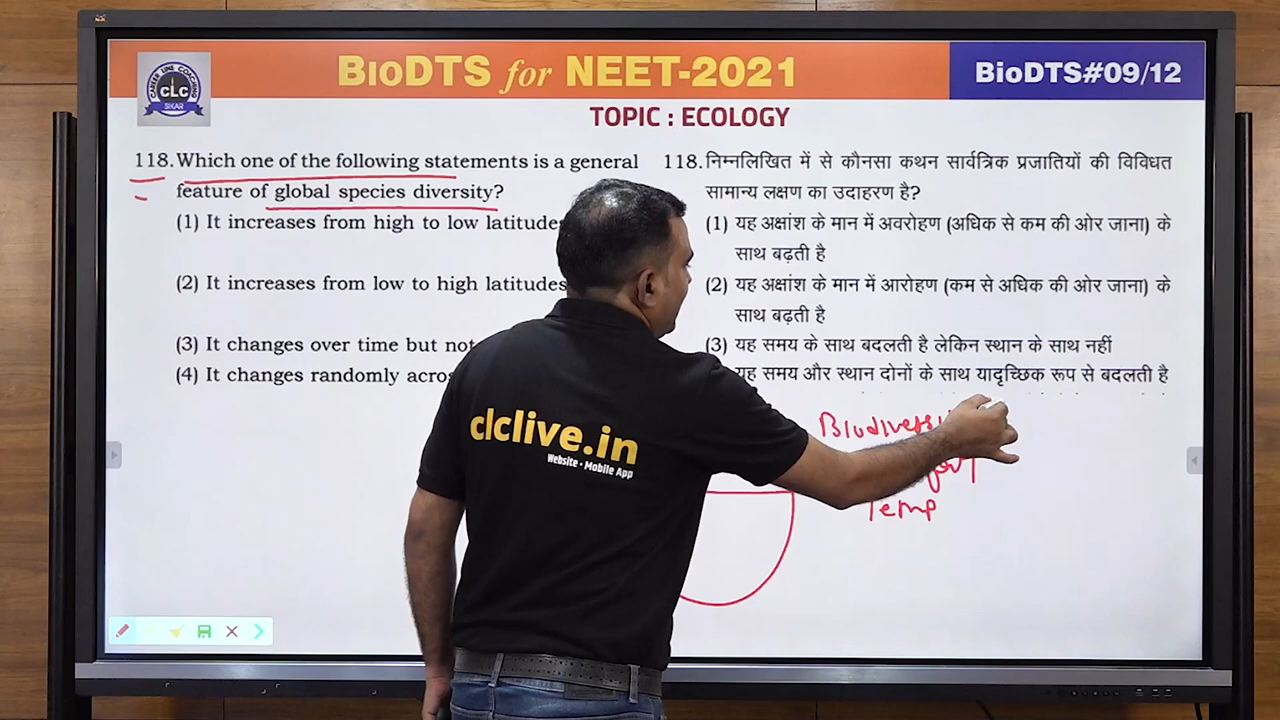 BIODTS for NEET-2021
BIODTS#09/12
CLC
SIKAR
TOPIC : ECOLOGY
118. Which one of the following statements is a general
feature of global species diversity?
(1) It increases from high to low
(2) It increases from low to high latitudes
(3) It changes over time but not
(4) It changes randomly
118. निम्नलिखित में से कौनसा कथन सार्वत्रिक प्रजातियों की विविधत
सामान्य लक्षण का उदाहरण है?
(1) यह अक्षांश के मान में अवरोहण (अधिक से कम की ओर जाना) के
साथ बढ़ती है
(2) यह अक्षांश के मान में आरोहण (कम से अधिक की ओर जाना) के
साथ बढ़ती है
(3) यह समय के साथ बदलती है लेकिन स्थान के साथ नहीं
यह समय और स्थान दोनों के साथ यादृच्छिक रूप से बदलती है
Temp
clclive.in
Website • Mobile App